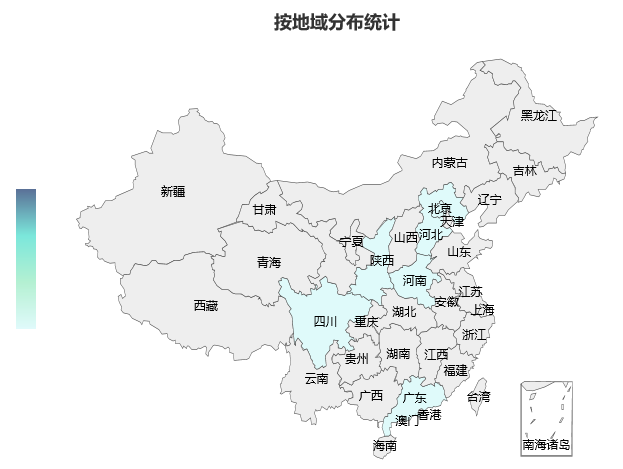 按地域分布统计
黑龙江
内蒙古
吉林
新疆
辽宁
甘肃
北京
天津
宁夏
山西
河北
山东
青海
陕西
河南
西藏
江苏
安徽
上海
四川
重庆
湖北
浙江
贵州
湖南
江西
福建
云南
广西
广东
台湾
香港
澳门
海南
南海诸岛